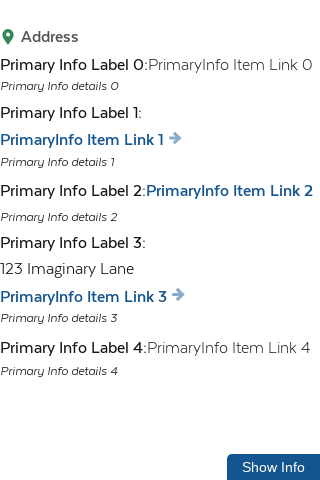 Address
Primary Info Label 0:PrimaryInfo Item Link 0
Primary Info details 0
Primary Info Label 1:
PrimaryInfo Item Link 1
Primary Info details 1
Primary Info Label 2:PrimaryInfo Item Link 2
Primary Info details 2
Primary Info Label 3:
123 Imaginary Lane
PrimaryInfo Item Link 3
Primary Info details 3
Primary Info Label 4:PrimaryInfo Item Link 4
Primary Info details 4
Show Info